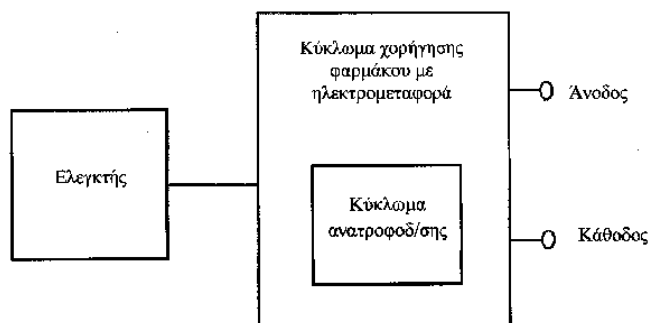 Κύκλωμα χορήγησης
φαρμάκου με
ηλεκτρομεταφορά
Άνοδος
Ελεγκτής
Κύκλωμα
ανατροφοδ/σης
Κάθοδος